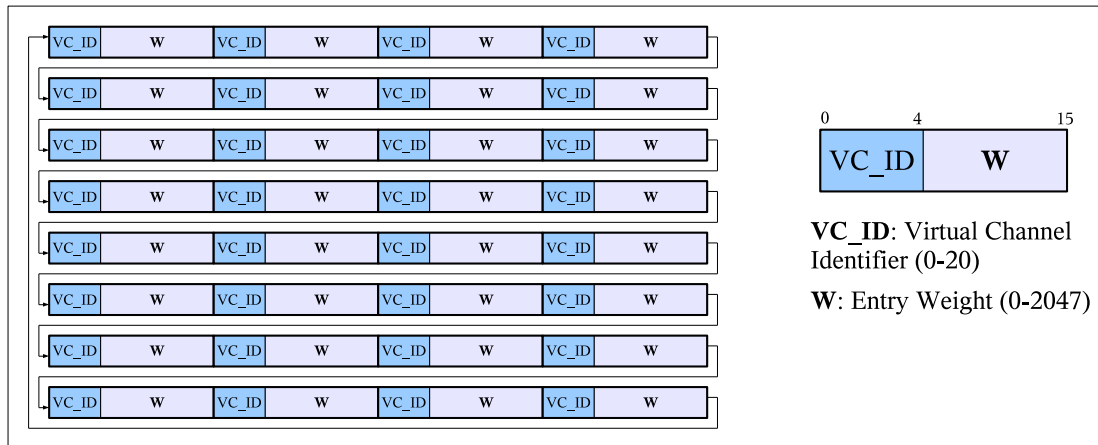 VC_ID W VC_ID W VC_ID W VC_ID W
VC_ID W VC_ID W VC_ID W VC_ID W
VC_ID W VC_ID W VC_ID W VC_ID W
VC_ID W VC_ID W VC_ID W VC_ID W
VC_ID W VC_ID W VC_ID W VC_ID W
VC_ID W VC_ID W VC_ID W VC_ID W
VC_ID W VC_ID W VC_ID W VC_ID W
VC_ID W VC_ID W VC_ID W VC_ID W
0 4 15
VC_ID W
VC_ID: Virtual Channel
Identifier (0-20)
W: Entry Weight (0-2047)